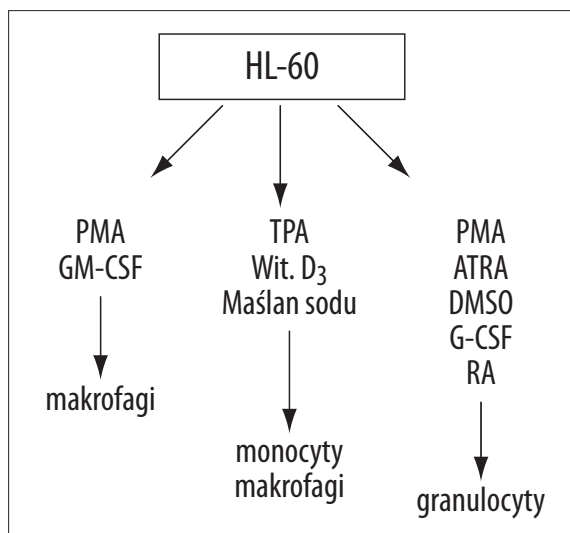 HL-60
PMA
GM-CSF
makrofagi
TPA
Wit. D3
Maślan sodu
monocyty
makrofagi
PMA
ATRA
DMSO
G-CSF
RA
granulocyty